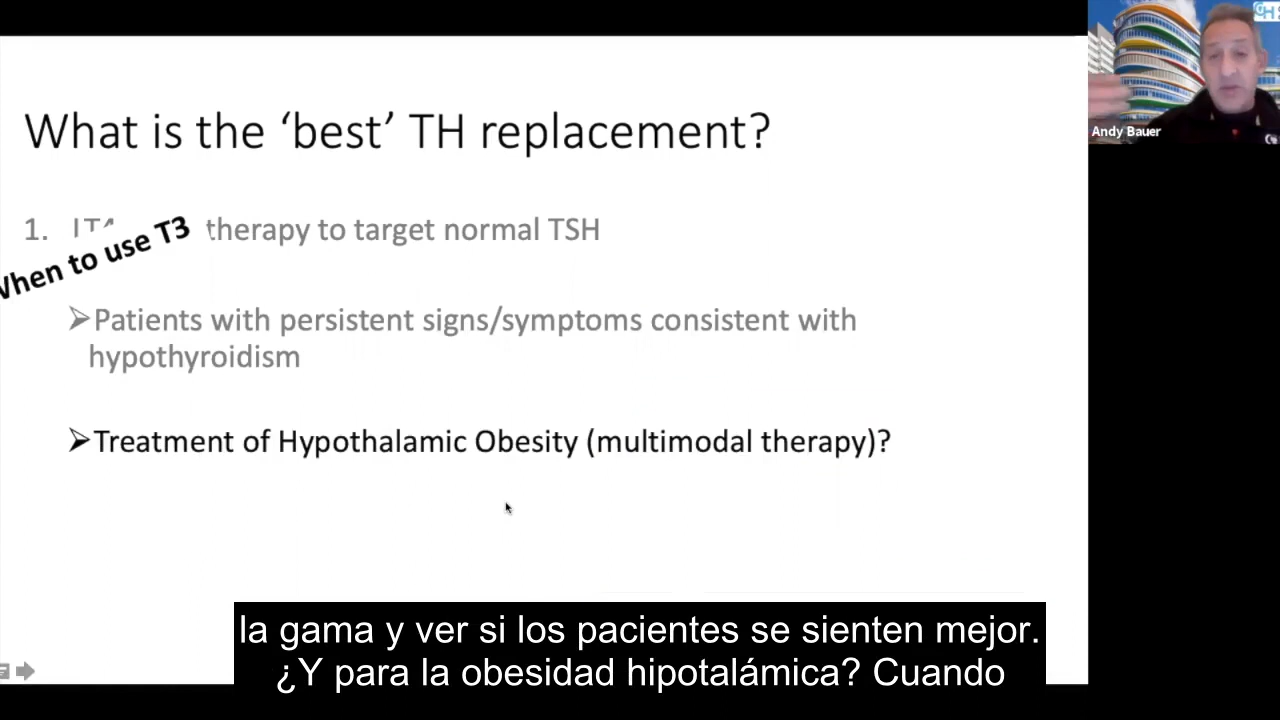 What is the ‘best’ TH replacement?
1. therapy to target normal TSH
When to use T3
➢Patients with persistent signs/symptoms consistent with
hypothyroidism
➢Treatment of Hypothalamic Obesity (multimodal therapy)?
Andy Bauer
la gama y ver si los pacientes se sienten mejor.
¿Y para la obesidad hipotalámica? Cuando